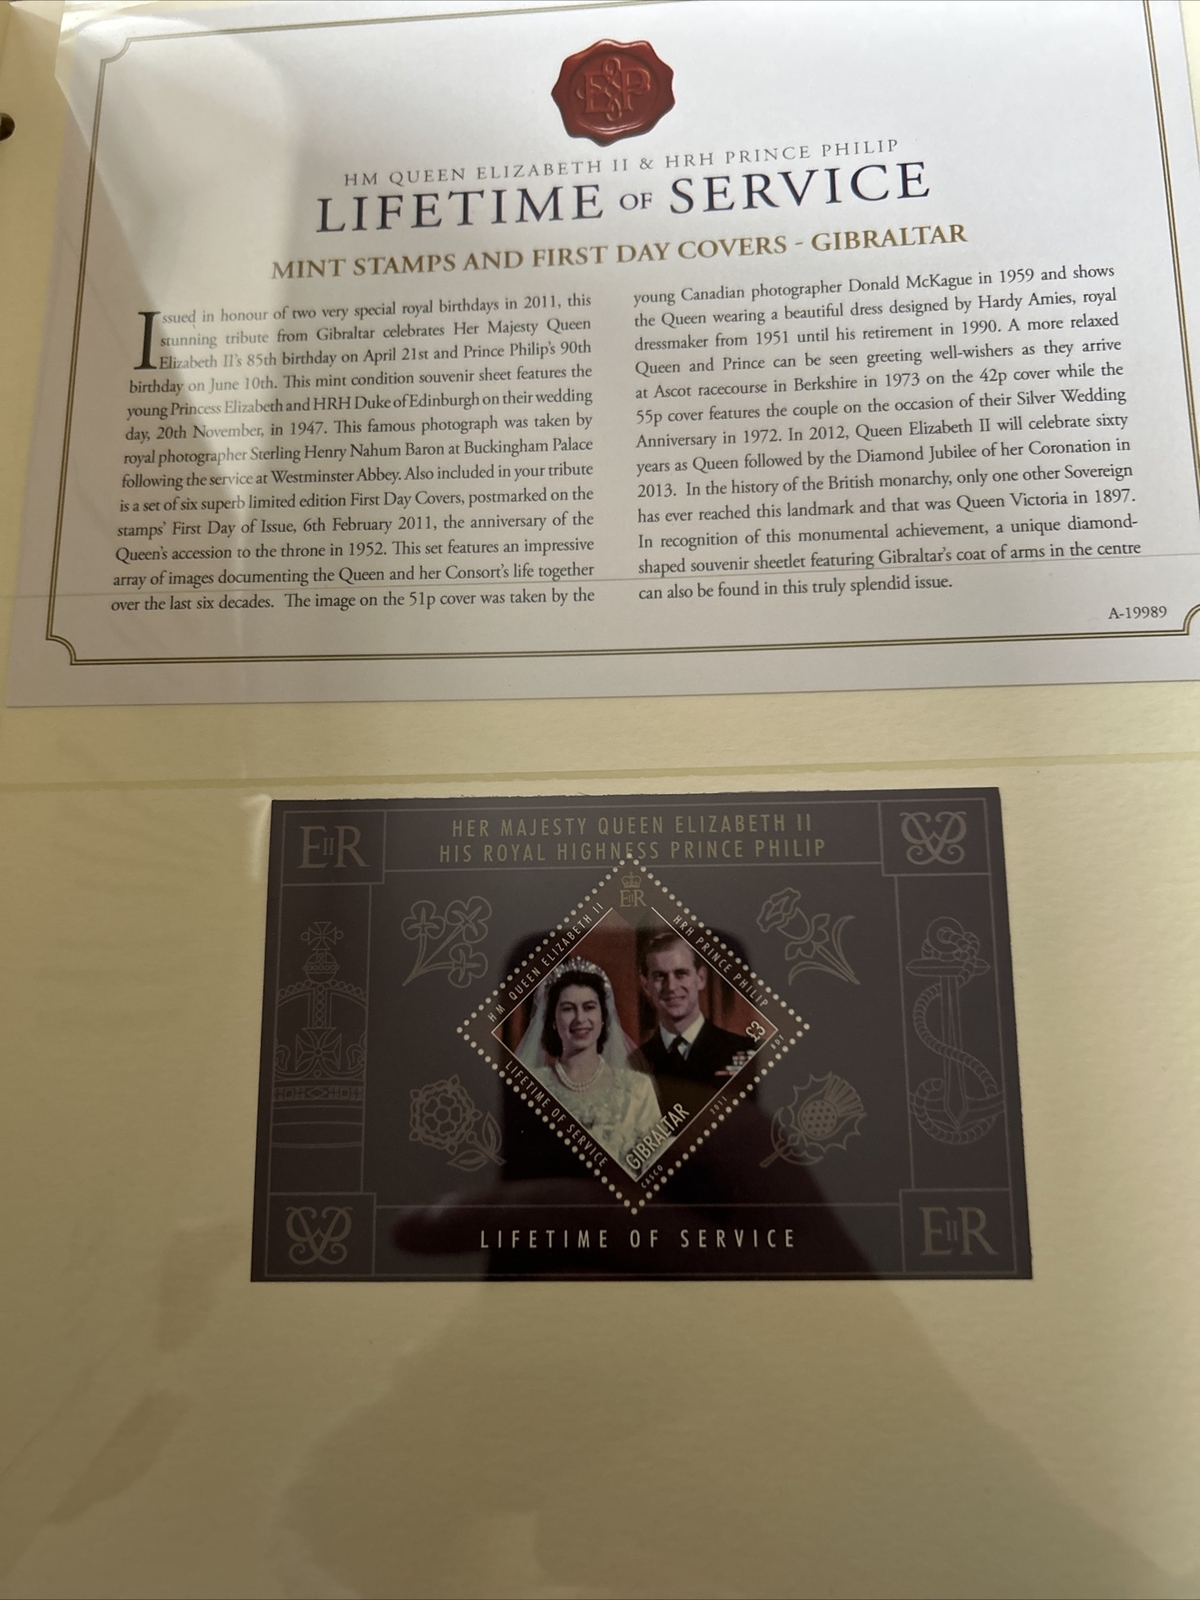 ESP
HM QUEEN ELIZABETH II & HRH PRINCE PHILIP
LIFETIME OF SERVICE
MINT STAMPS AND FIRST DAY COVERS - GIBRALTAR
Issued in honour of two very special royal birthdays in 2011, this
stunning tribute from Gibraltar celebrates Her Majesty Queen
Elizabeth II's 85th birthday on April 21st and Prince Philip's 90th
birthday on June 10th. This mint condition souvenir sheet features the
young Princess Elizabeth and HRH Duke of Edinburgh on their wedding
day, 20th November, in 1947. This famous photograph was taken by
royal photographer Sterling Henry Nahum Baron at Buckingham Palace
following the service at Westminster Abbey. Also included in your tribute
is a set of six superb limited edition First Day Covers, postmarked on the
stamps' First Day of Issue, 6th February 2011, the anniversary of the
Queen's accession to the throne in 1952. This set features an impressive
array of images documenting the Queen and her Consort's life together
over the last six decades. The image on the 51p cover was taken by the
young Canadian photographer Donald McKague in 1959 and shows
the Queen wearing a beautiful dress designed by Hardy Amies, royal
dressmaker from 1951 until his retirement in 1990. A more relaxed
Queen and Prince can be seen greeting well-wishers as they arrive
at Ascot racecourse in Berkshire in 1973 on the 42p cover while the
55p cover features the couple on the occasion of their Silver Wedding
Anniversary in 1972. In 2012, Queen Elizabeth II will celebrate sixty
years as Queen followed by the Diamond Jubilee of her Coronation in
2013. In the history of the British monarchy, only one other Sovereign
has ever reached this landmark and that was Queen Victoria in 1897.
In recognition of this monumental achievement, a unique diamond-
shaped souvenir sheetlet featuring Gibraltar's coat of arms in the centre
can also be found in this truly splendid issue.
A-19989
EIIR
HER MAJESTY QUEEN ELIZABETH II
HIS ROYAL HIGHNESS PRINCE PHILIP
EIIR
HM QUEEN ELIZABETH II
HRH PRINCE PHILIP
£3
BDT
LIFETIME OF SERVICE
GIBRALTAR
2011
CASCO
LIFETIME OF SERVICE
EIIR